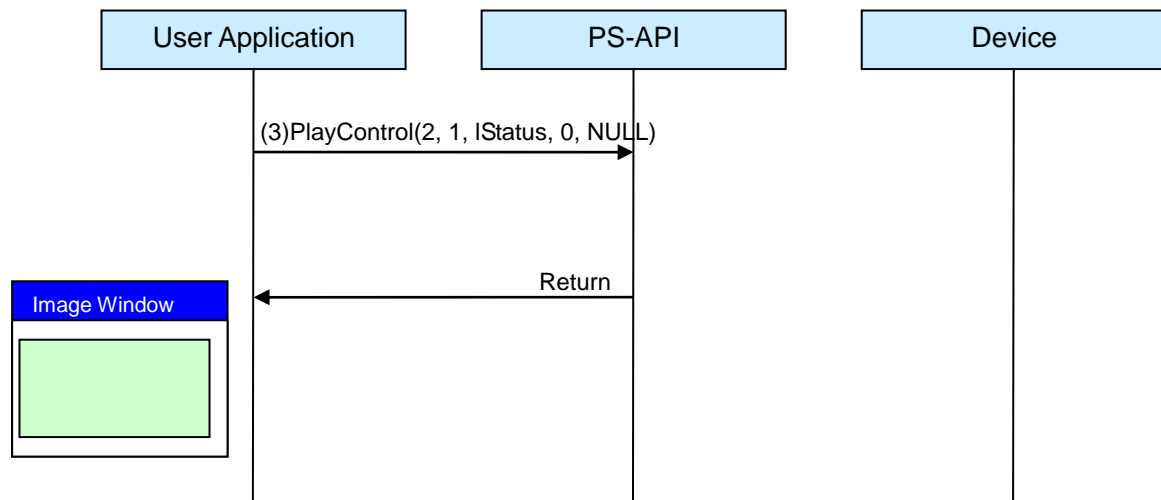 User Application
PS-API
Device
(3)PlayControl(2, 1, lStatus, 0, NULL)
Return
Image Window